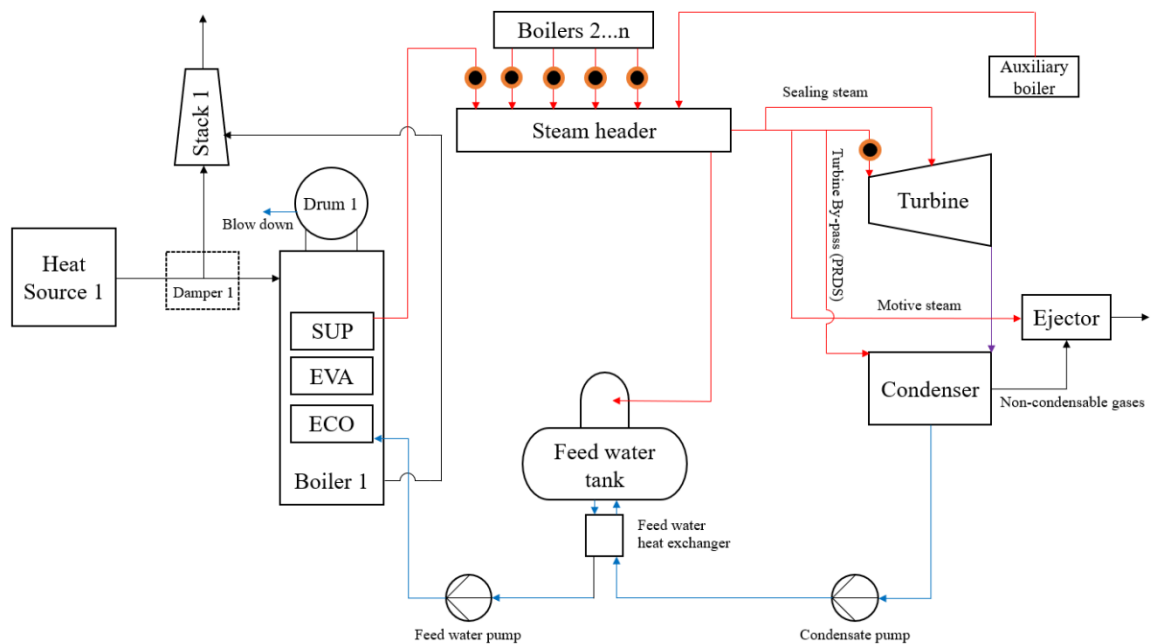 Boilers 2...n
Auxiliary
boiler
Stack 1
Sealing steam
Steam header
Turbine By-pass (PRDS)
Turbine
Drum 1
Blow down
Heat
Source 1
Damper 1
Motive steam
Ejector
SUP
EVA
Condenser
Non-condensable gases
ECO
Feed water
tank
Boiler 1
Feed water
heat exchanger
Feed water pump
Condensate pump